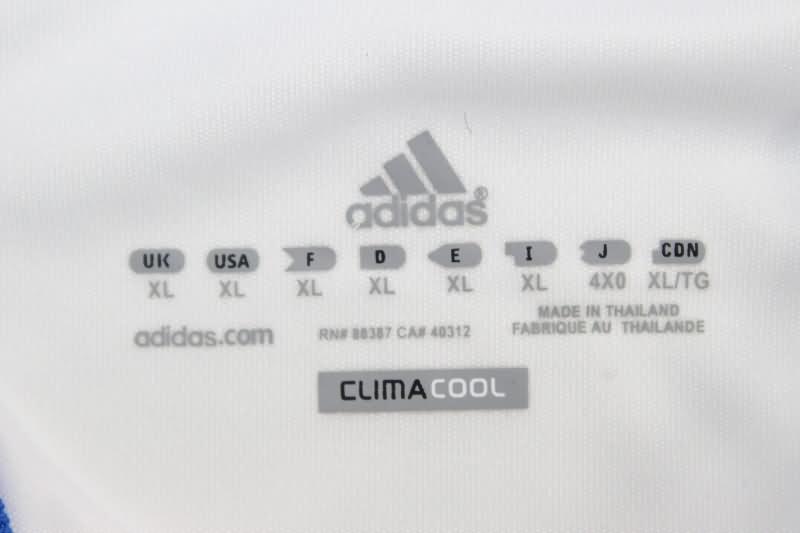 adidas®
UK USA F D E I J CDN
XL XL XL XL XL XL 4X0 XL/TG
adidas.com RN# 88387 CA# 40312 MADE IN THAILAND
FABRIQUE AU THAILANDE
CLIMACOOL